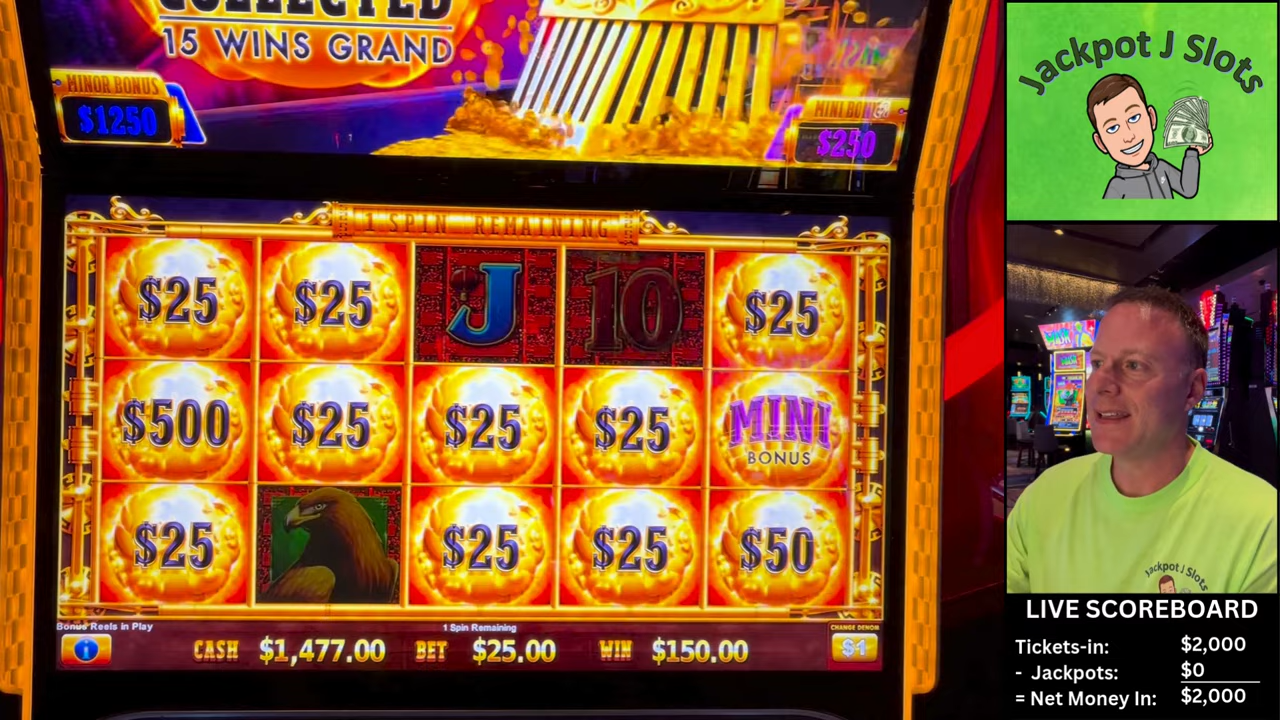 COLLECTED
15 WINS GRAND
MINOR BONUS
$1250
MINI BONUS
$250
1 SPIN REMAINING
$25 $25 J 10 $25
$500 $25 $25 $25 MINI BONUS
$25 $25 $25 $50
Bonus Reels in Play
1 Spin Remaining
CASH $1,477.00 BET $25.00 WIN $150.00
CHANGE DENOM
$1
Jackpot J Slots
Jackpot J Slots
LIVE SCOREBOARD
Tickets-in: $2,000
- Jackpots: $0
= Net Money In: $2,000